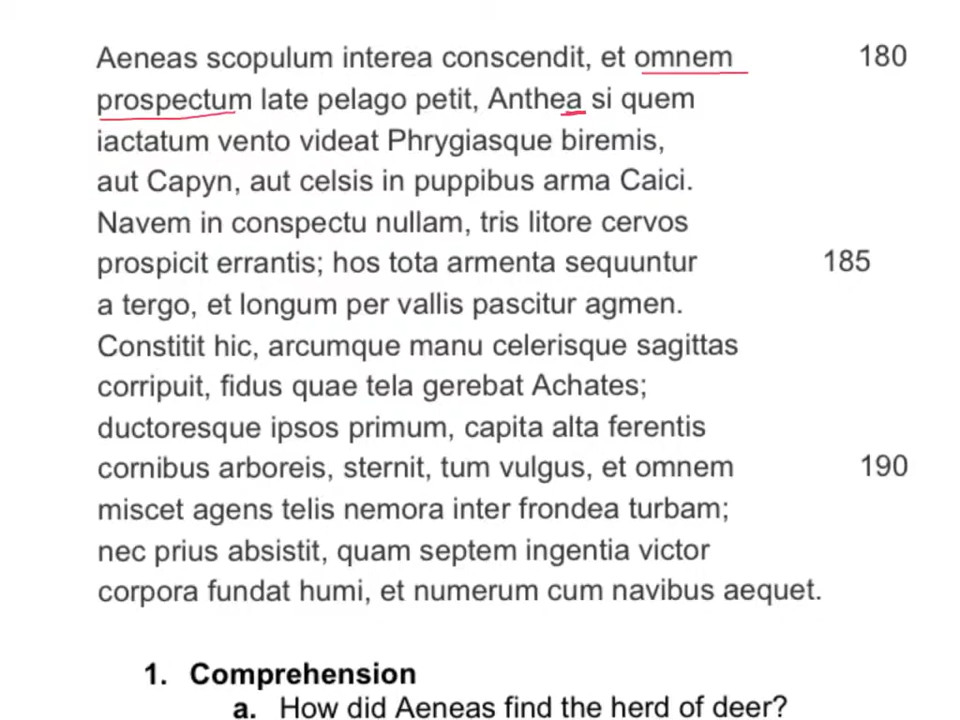 Aeneas scopulum interea conscendit, et omnem 180
prospectum late pelago petit, Anthea si quem
iactatum vento videat Phrygiasque biremis,
aut Capyn, aut celsis in puppibus arma Caici.
Navem in conspectu nullam, tris litore cervos
prospicit errantis; hos tota armenta sequuntur 185
a tergo, et longum per vallis pascitur agmen.
Constitit hic, arcumque manu celerisque sagittas
corripuit, fidus quae tela gerebat Achates;
ductoresque ipsos primum, capita alta ferentis
cornibus arboreis, sternit, tum vulgus, et omnem 190
miscet agens telis nemora inter frondea turbam;
nec prius absistit, quam septem ingentia victor
corpora fundat humi, et numerum cum navibus aequet.
1. Comprehension
a. How did Aeneas find the herd of deer?